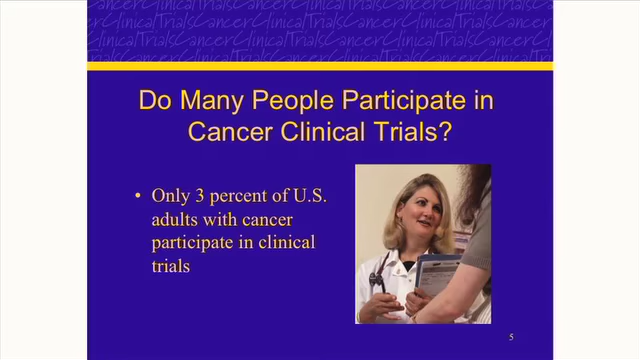 ClinicalTrialsCancerClinicalTrialsCancerClinicalTrials
Do Many People Participate in
Cancer Clinical Trials?
• Only 3 percent of U.S.
adults with cancer
participate in clinical
trials
5